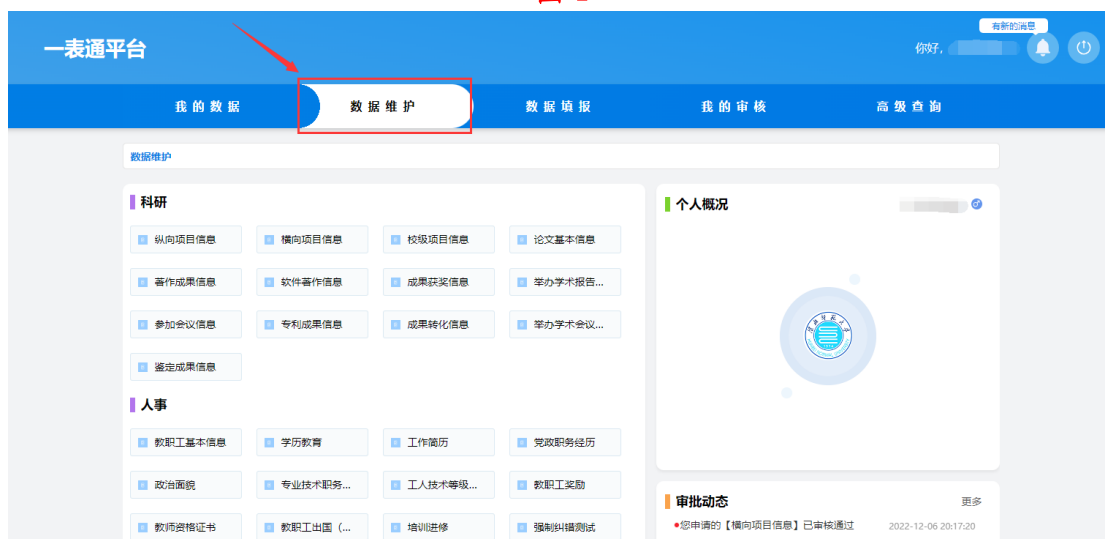 有新的消息
一表通平台
你好,
我的数据 数据维护 数据填报 我的审核 高级查询
数据维护
科研
纵向项目信息 横向项目信息 校级项目信息 论文基本信息
著作成果信息 软件著作信息 成果获奖信息 举办学术报告...
参加会议信息 专利成果信息 成果转化信息 举办学术会议...
鉴定成果信息
人事
教职工基本信息 学历教育 工作简历 党政职务经历
政治面貌 专业技术职务... 工人技术等级... 教职工奖励
教师资格证书 教职工出国（... 培训进修 强制纠错测试
个人概况
审批动态 更多
•您申请的【横向项目信息】已审核通过 2022-12-06 20:17:20